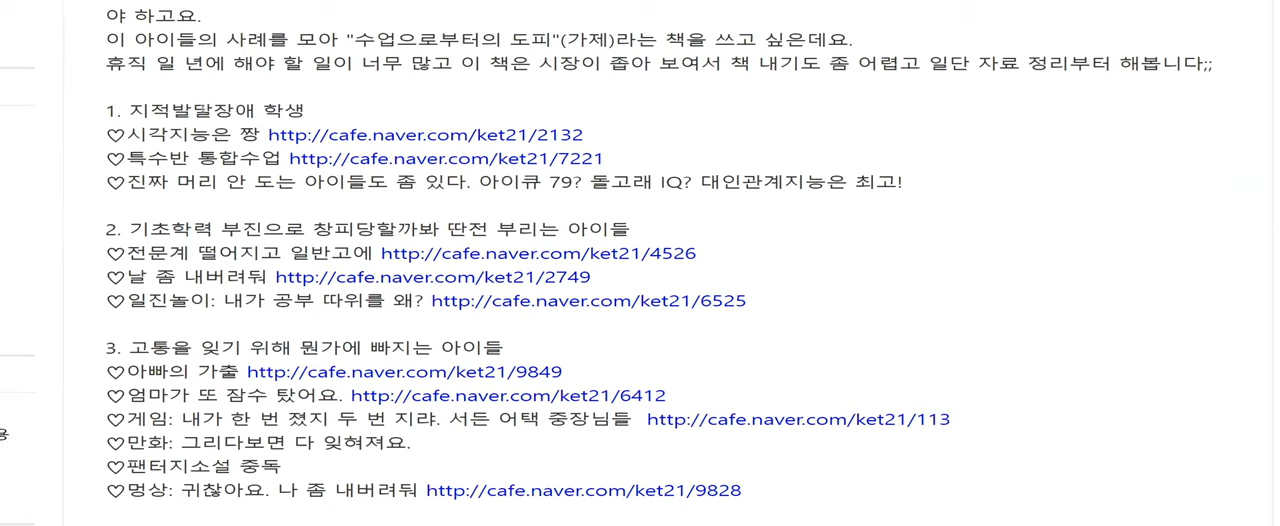 야 하고요.
이 아이들의 사례를 모아 "수업으로부터의 도피"(가제)라는 책을 쓰고 싶은데요.
휴직 일 년에 해야 할 일이 너무 많고 이 책은 시장이 좁아 보여서 책 내기도 좀 어렵고 일단 자료 정리부터 해봅니다;;
1. 지적발달장애 학생
♡시각지능은 짱 http://cafe.naver.com/ket21/2132
♡특수반 통합수업 http://cafe.naver.com/ket21/7221
♡진짜 머리 안 도는 아이들도 좀 있다. 아이큐 79? 돌고래 IQ? 대인관계지능은 최고!
2. 기초학력 부진으로 창피당할까봐 딴전 부리는 아이들
♡전문계 떨어지고 일반고에 http://cafe.naver.com/ket21/4526
♡날 좀 내버려둬 http://cafe.naver.com/ket21/2749
♡일진놀이: 내가 공부 따위를 왜? http://cafe.naver.com/ket21/6525
3. 고통을 잊기 위해 뭔가에 빠지는 아이들
♡아빠의 가출 http://cafe.naver.com/ket21/9849
♡엄마가 또 잠수 탔어요. http://cafe.naver.com/ket21/6412
♡게임: 내가 한 번 졌지 두 번 지랴. 서든 어택 중장님들 http://cafe.naver.com/ket21/113
용
♡만화: 그리다보면 다 잊혀져요.
♡팬터지소설 중독
♡멍상: 귀찮아요. 나 좀 내버려둬 http://cafe.naver.com/ket21/9828